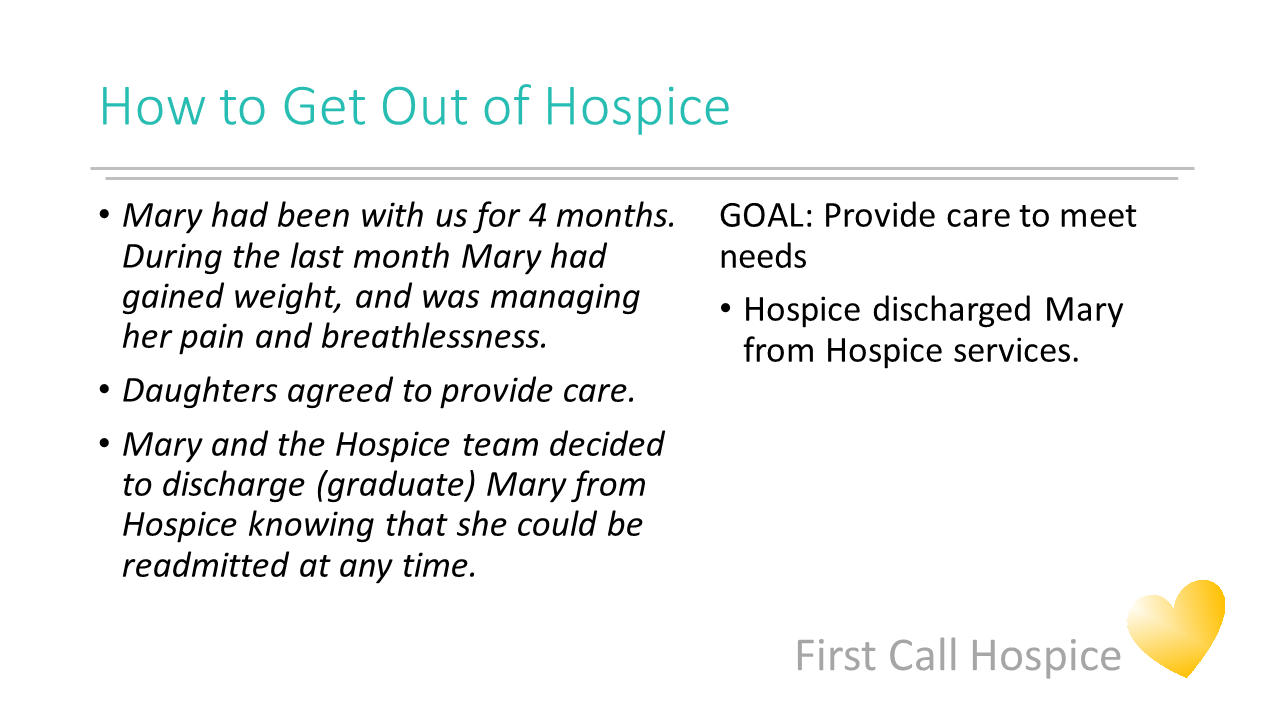 How to Get Out of Hospice
• Mary had been with us for 4 months.
During the last month Mary had
gained weight, and was managing
her pain and breathlessness.
• Daughters agreed to provide care.
• Mary and the Hospice team decided
to discharge (graduate) Mary from
Hospice knowing that she could be
readmitted at any time.
GOAL: Provide care to meet
needs
• Hospice discharged Mary
from Hospice services.
First Call Hospice